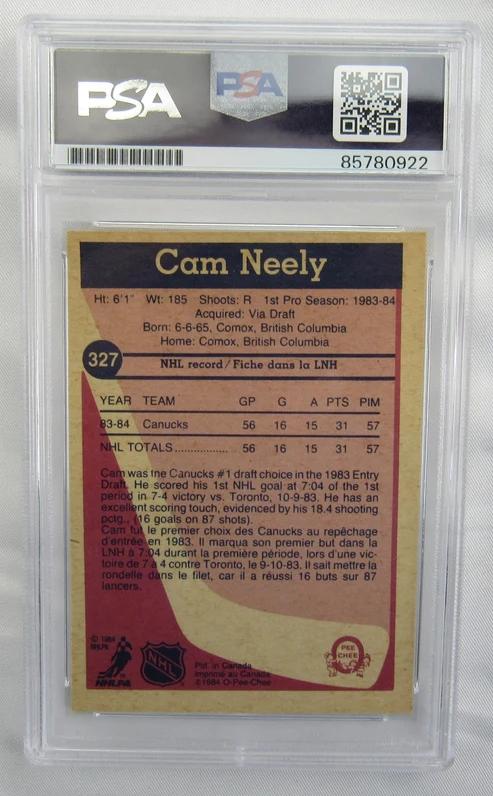 PSA
PSA
85780922
Cam Neely
Ht: 6'1" Wt: 185 Shoots: R 1st Pro Season: 1983-84
Acquired: Via Draft
Born: 6-6-65, Comox, British Columbia
Home: Comox, British Columbia
327
NHL record/Fiche dans la LNH
YEAR TEAM GP G A PTS PIM
83-84 Canucks 56 16 15 31 57
NHL TOTALS................ 56 16 15 31 57
Cam was the Canucks #1 draft choice in the 1983 Entry
Draft. He scored his 1st NHL goal at 7:04 of the 1st
period in 7-4 victory vs. Toronto, 10-9-83. He has an
excellent scoring touch, evidenced by his 18.4 shooting
pctg., (16 goals on 87 shots).
Cam fut le premier choix des Canucks au repêchage
d'entrée en 1983. Il marqua son premier but dans la
LNH à 7:04 durant la première période, lors d'une vic-
toire de 7 à 4 contre Toronto, le 9-10-83. Il sait mettre la
rondelle dans le filet, car il a réussi 16 buts sur 87
lancers.
© 1984
NHLPA
NHLPA
NHL
Ptd. in Canada
Imprimé au Canada
©1984 O-Pee-Chee
O
PEE
CHEE